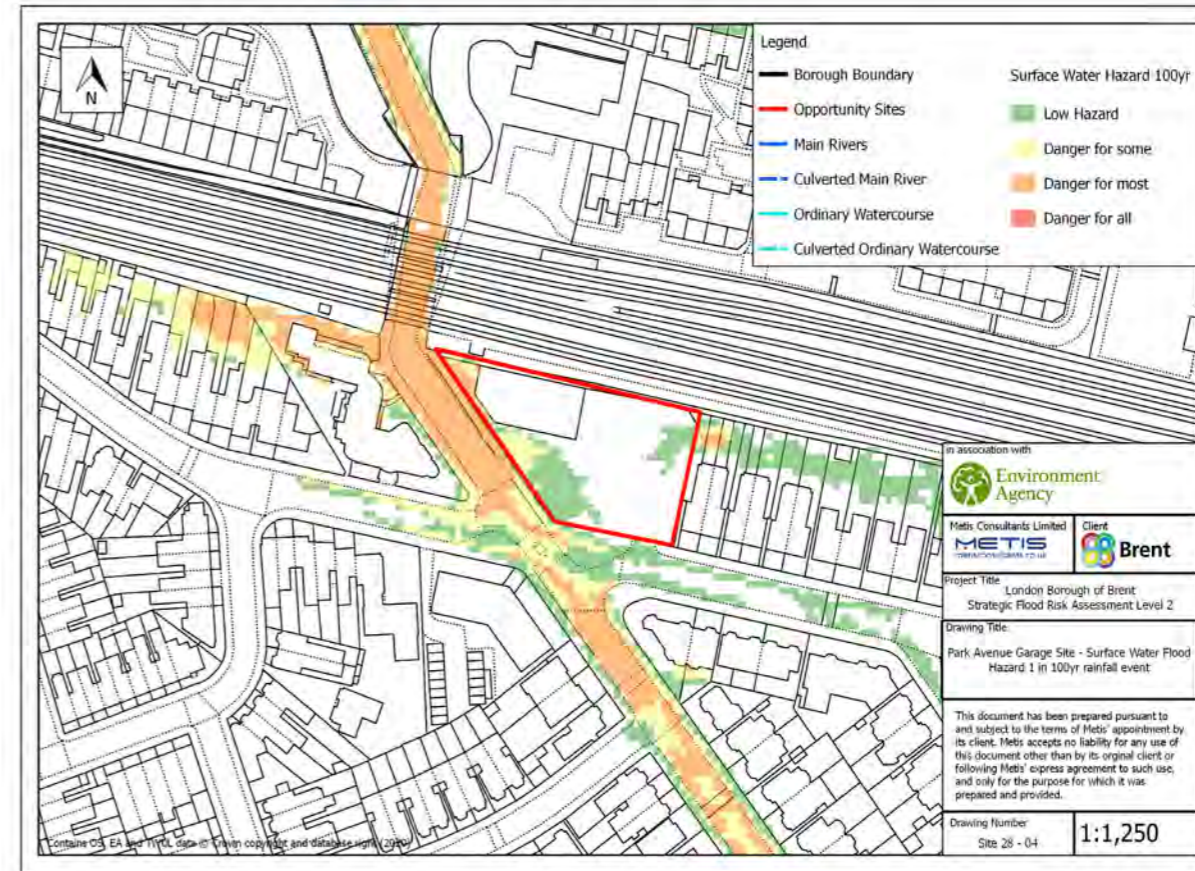 Legend
Borough Boundary
Opportunity Sites
Main Rivers
Culverted Main River
Ordinary Watercourse
Culverted Ordinary Watercourse
Surface Water Hazard 100yr
Low Hazard
Danger for some
Danger for most
Danger for all
N
in association with
Environment
Agency
Metis Consultants Limited
METIS
Client
Brent
Project Title
London Borough of Brent
Strategic Flood Risk Assessment Level 2
Drawing Title
Park Avenue Garage Site - Surface Water Flood
Hazard 1 in 100yr rainfall event
This document has been prepared pursuant to
and subject to the terms of Metis' appointment by
its client. Metis accepts no liability for any use of
this document other than by its orginal client or
following Metis' express agreement to such use,
and only for the purpose for which it was
prepared and provided.
Drawing Number
Site 28 - 04
1:1,250
Contains OS, EA and TWUL data © Crown copyright and database right